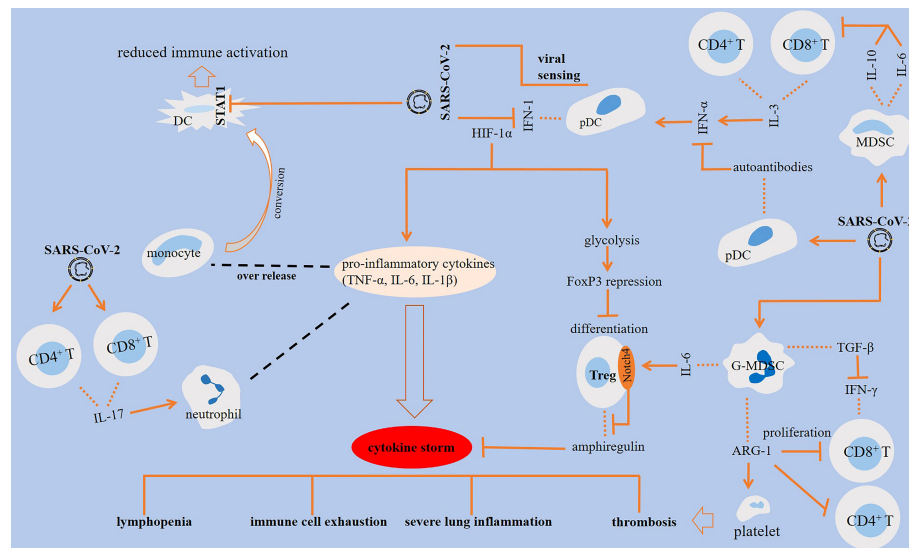 reduced immune activation
DC
STAT1
conversion
monocyte
SARS-CoV-2
CD4+ T
CD8+ T
IL-17
neutrophil
over release
SARS-CoV-2
viral
sensing
IFN-1
pDC
HIF-1α
pro-inflammatory cytokines
(TNF-α, IL-6, IL-1β)
glycolysis
FoxP3 repression
differentiation
Treg
Notch4
IL-6
amphiregulin
cytokine storm
CD4+ T
CD8+ T
IL-10
IL-6
IFN-α
IL-3
MDSC
autoantibodies
SARS-CoV-2
pDC
G-MDSC
TGF-β
IFN-γ
proliferation
ARG-1
CD8+ T
CD4+ T
platelet
lymphopenia
immune cell exhaustion
severe lung inflammation
thrombosis